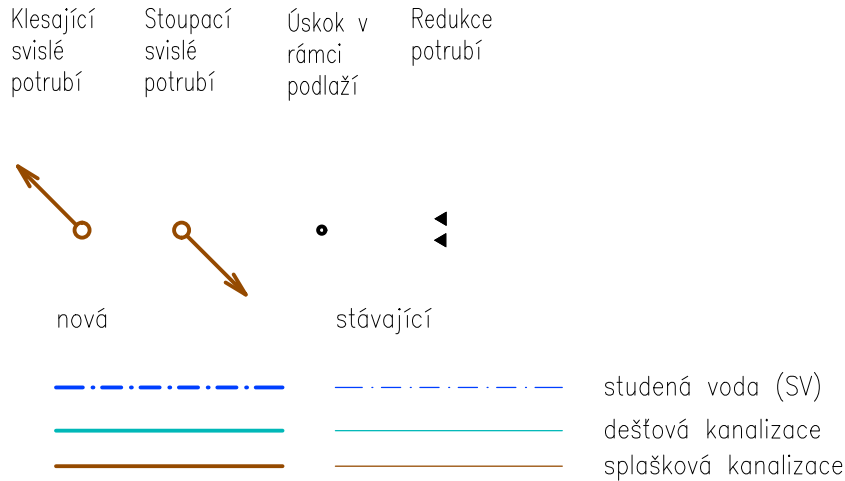 Klesající
svislé
potrubí
Stoupací
svislé
potrubí
Úskok v
rámci
podlaží
Redukce
potrubí
nová
stávající
studená voda (SV)
dešťová kanalizace
splašková kanalizace